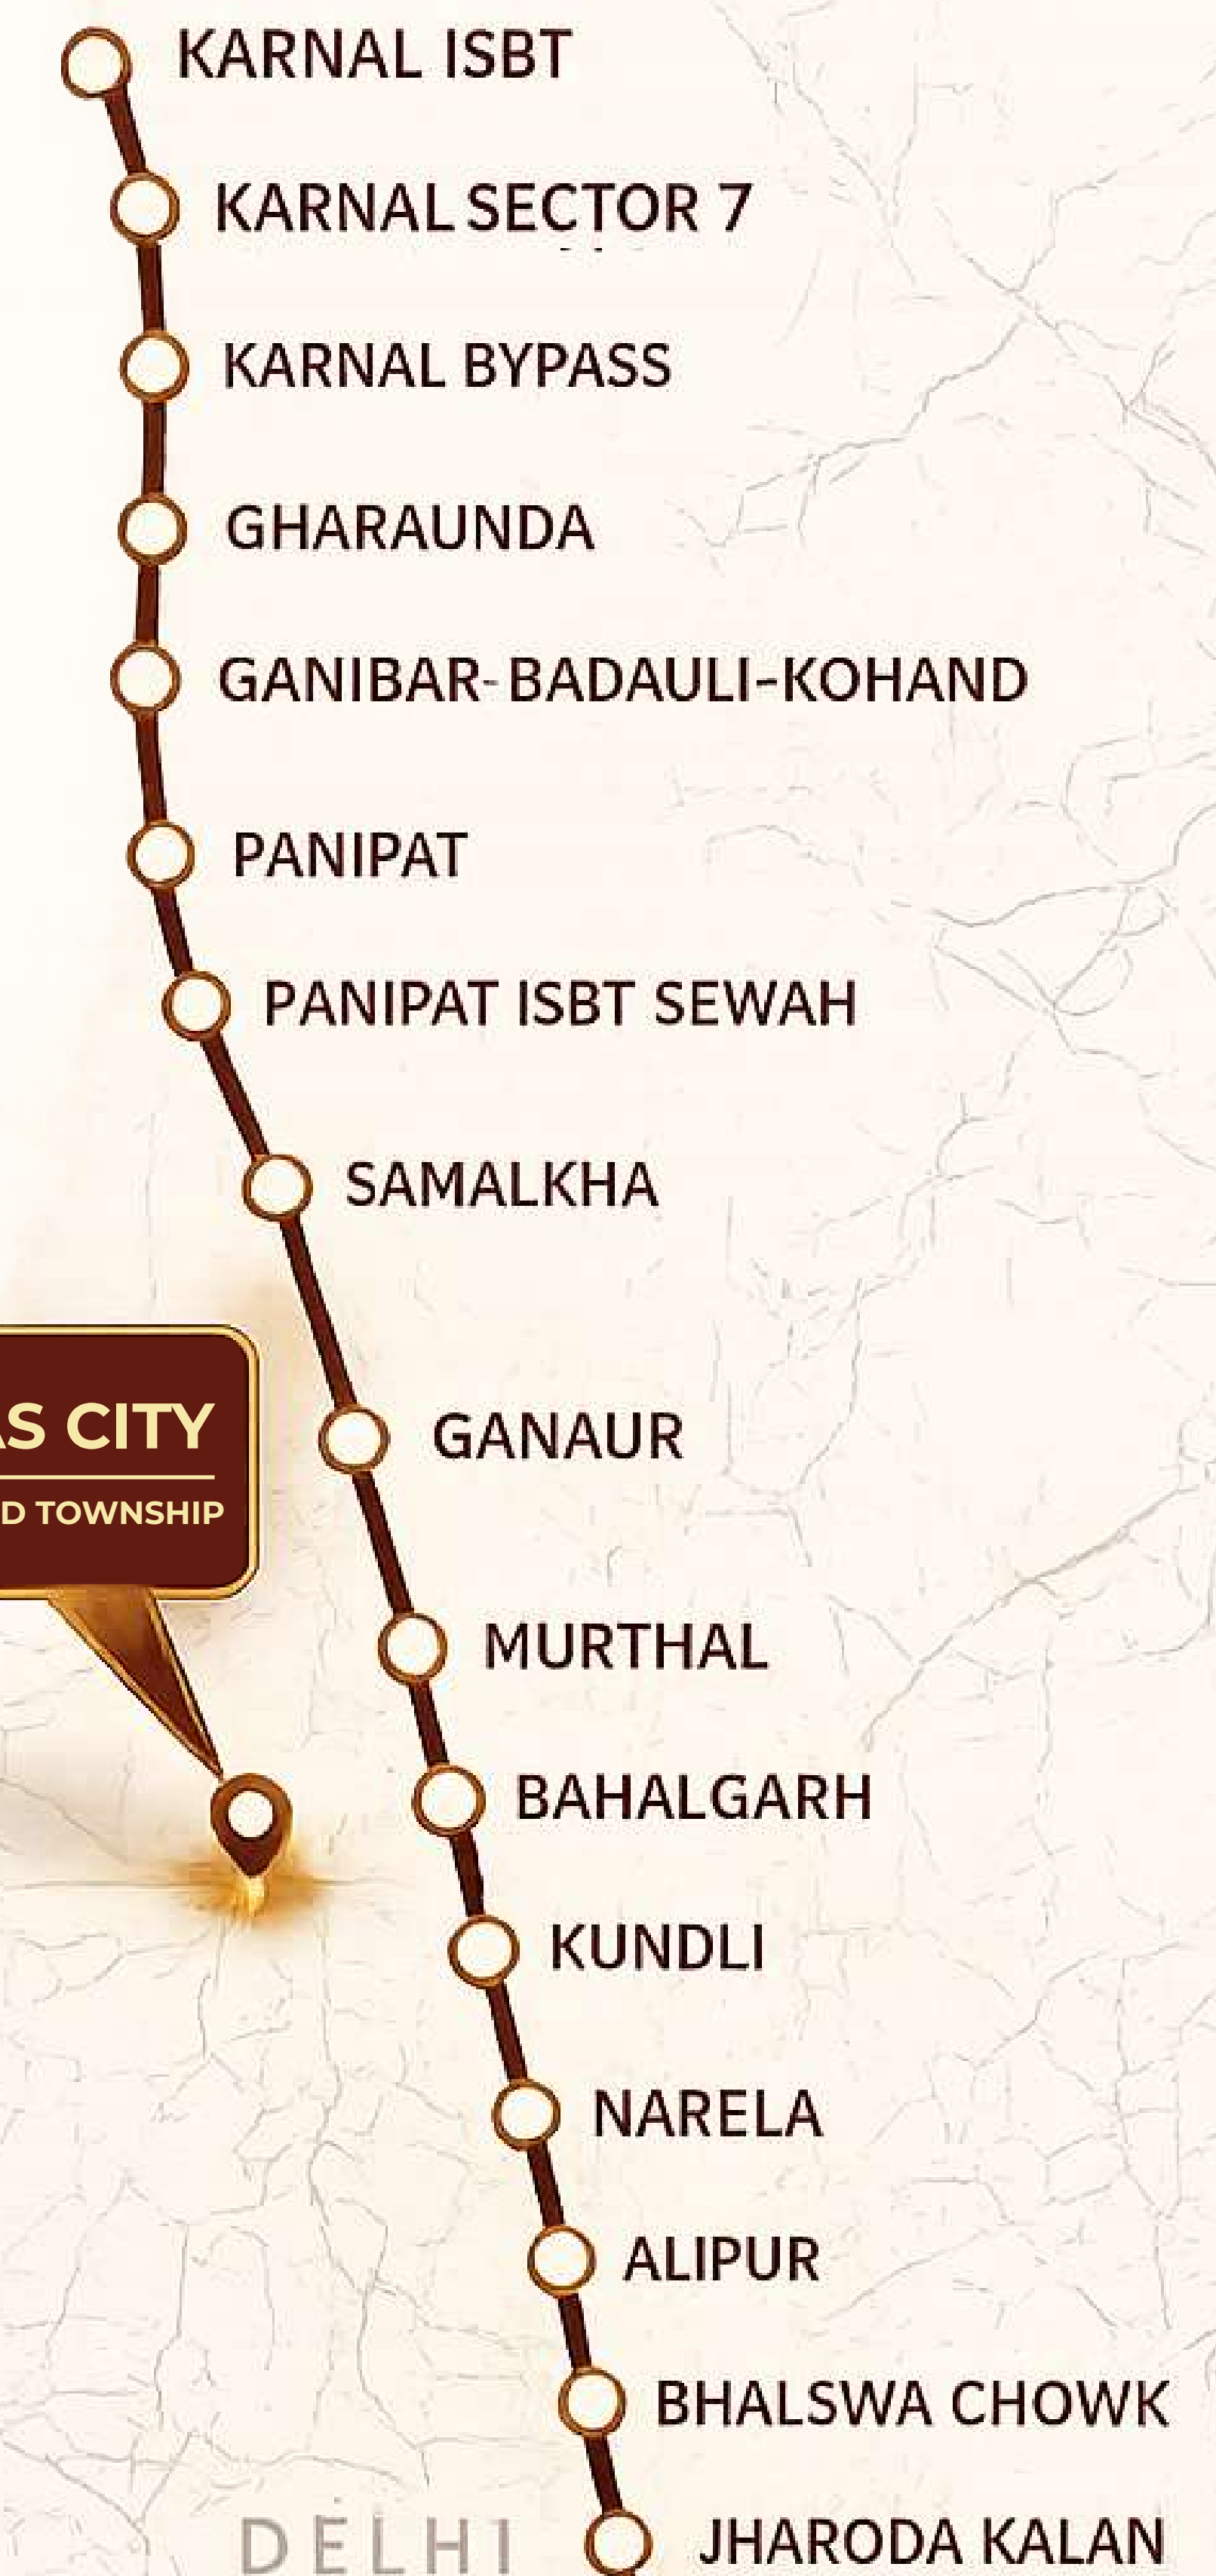 KARNAL ISBT
KARNAL SECTOR 7
KARNAL BYPASS
GHARAUNDA
GANIBAR-BADAULI-KOHAND
PANIPAT
PANIPAT ISBT SEWAH
SAMALKHA
AS CITY
GANAUR
D TOWNSHIP
MURTHAL
BAHALGARH
KUNDLI
NARELA
ALIPUR
BHALSWA CHOWK
DELHI
JHARODA KALAN